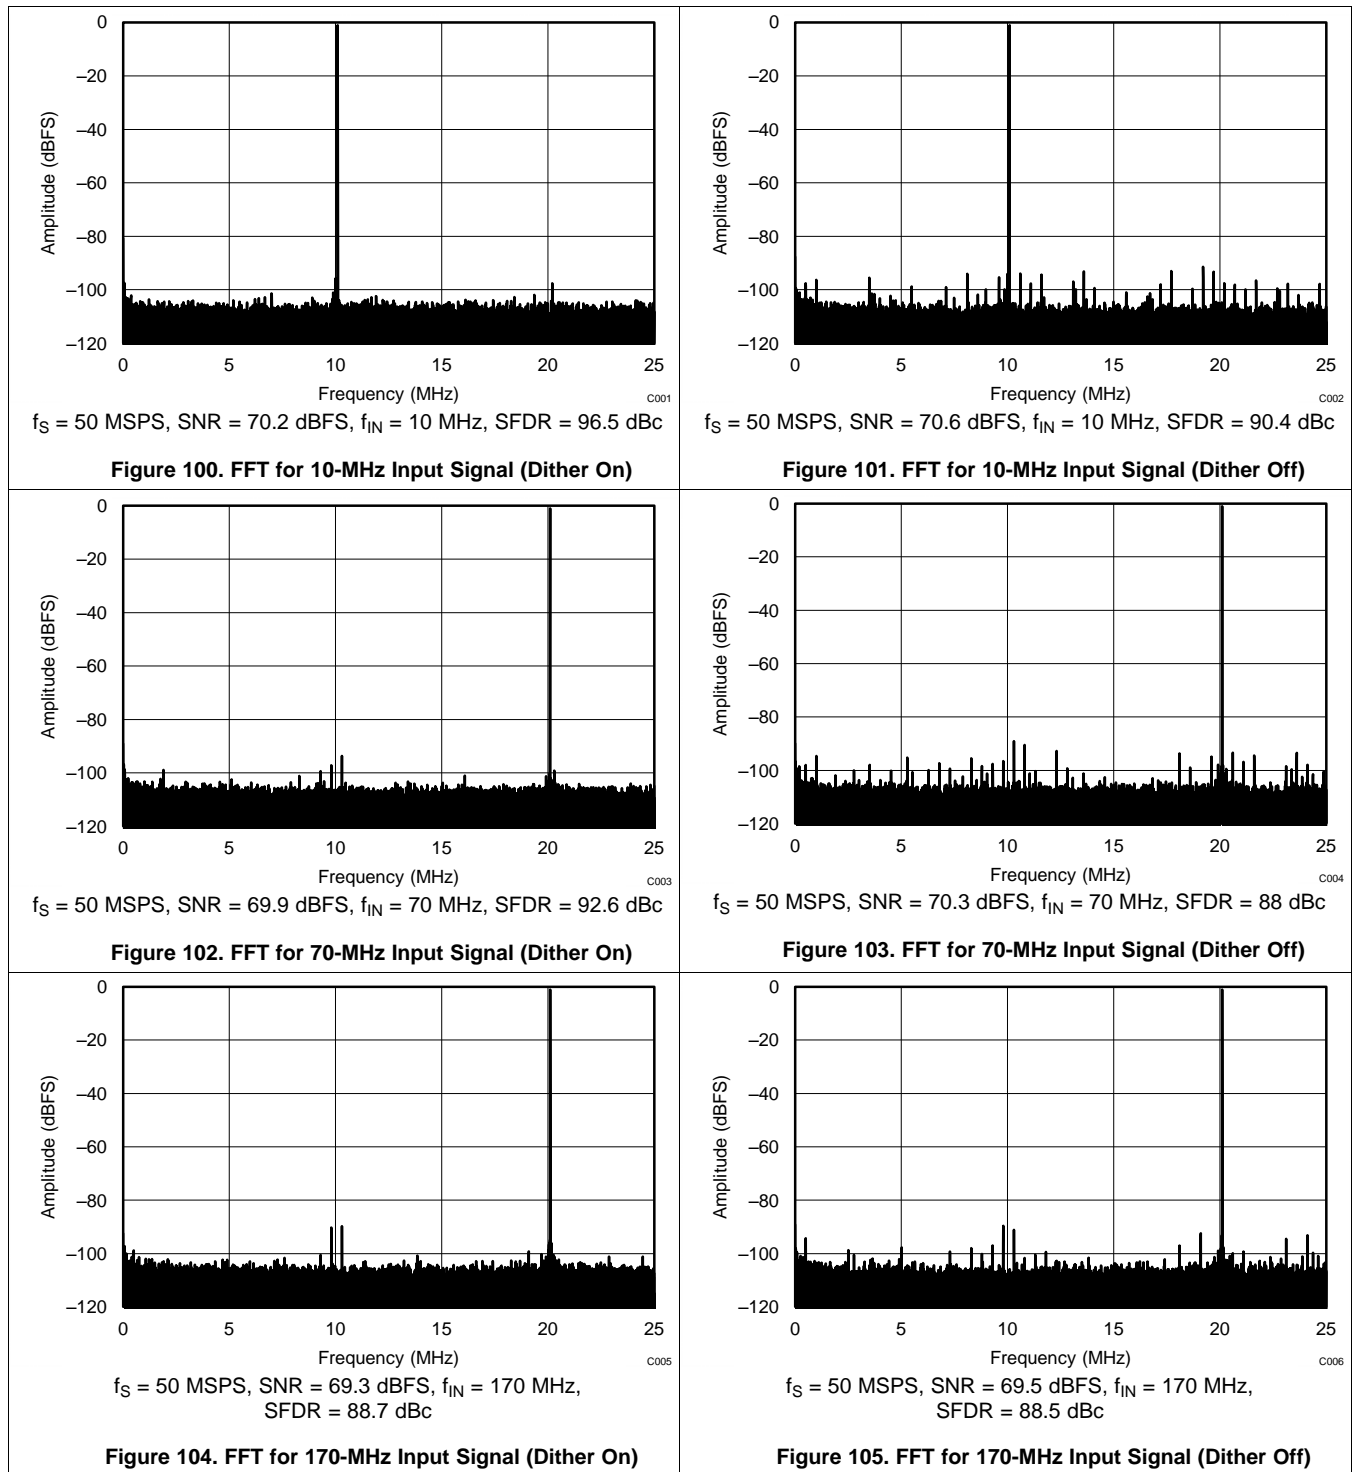 0
–20
–40
–60
–80
–100
–120
Amplitude (dBFS)
0 5 10 15 20 25
Frequency (MHz)
C001
fS = 50 MSPS, SNR = 70.2 dBFS, fIN = 10 MHz, SFDR = 96.5 dBc
Figure 100. FFT for 10-MHz Input Signal (Dither On)
0
–20
–40
–60
–80
–100
–120
Amplitude (dBFS)
0 5 10 15 20 25
Frequency (MHz)
C002
fS = 50 MSPS, SNR = 70.6 dBFS, fIN = 10 MHz, SFDR = 90.4 dBc
Figure 101. FFT for 10-MHz Input Signal (Dither Off)
0
–20
–40
–60
–80
–100
–120
Amplitude (dBFS)
0 5 10 15 20 25
Frequency (MHz)
C003
fS = 50 MSPS, SNR = 69.9 dBFS, fIN = 70 MHz, SFDR = 92.6 dBc
Figure 102. FFT for 70-MHz Input Signal (Dither On)
0
–20
–40
–60
–80
–100
–120
Amplitude (dBFS)
0 5 10 15 20 25
Frequency (MHz)
C004
fS = 50 MSPS, SNR = 70.3 dBFS, fIN = 70 MHz, SFDR = 88 dBc
Figure 103. FFT for 70-MHz Input Signal (Dither Off)
0
–20
–40
–60
–80
–100
–120
Amplitude (dBFS)
0 5 10 15 20 25
Frequency (MHz)
C005
fS = 50 MSPS, SNR = 69.3 dBFS, fIN = 170 MHz,
SFDR = 88.7 dBc
Figure 104. FFT for 170-MHz Input Signal (Dither On)
0
–20
–40
–60
–80
–100
–120
Amplitude (dBFS)
0 5 10 15 20 25
Frequency (MHz)
C006
fS = 50 MSPS, SNR = 69.5 dBFS, fIN = 170 MHz,
SFDR = 88.5 dBc
Figure 105. FFT for 170-MHz Input Signal (Dither Off)